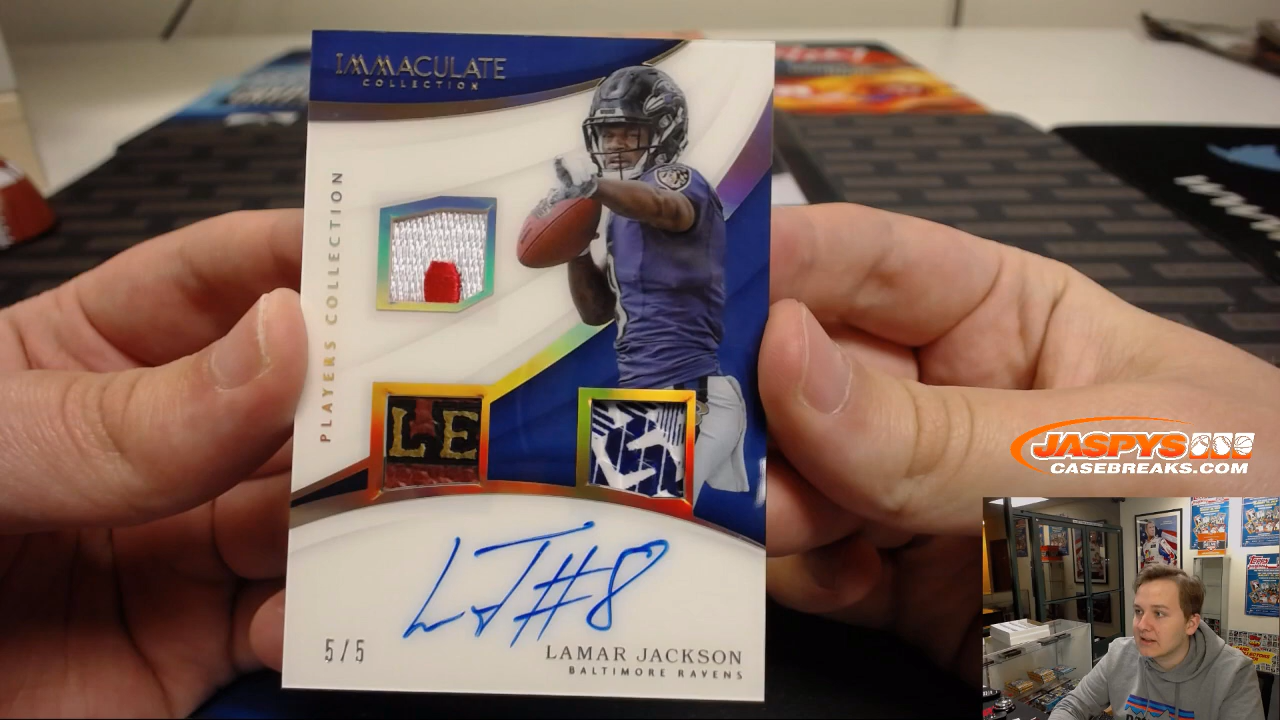 IMMACULATE
COLLECTION
PLAYERS COLLECTION
LE
LJ #8
5/5
LAMAR JACKSON
BALTIMORE RAVENS
JASPYS
CASEBREAKS.COM